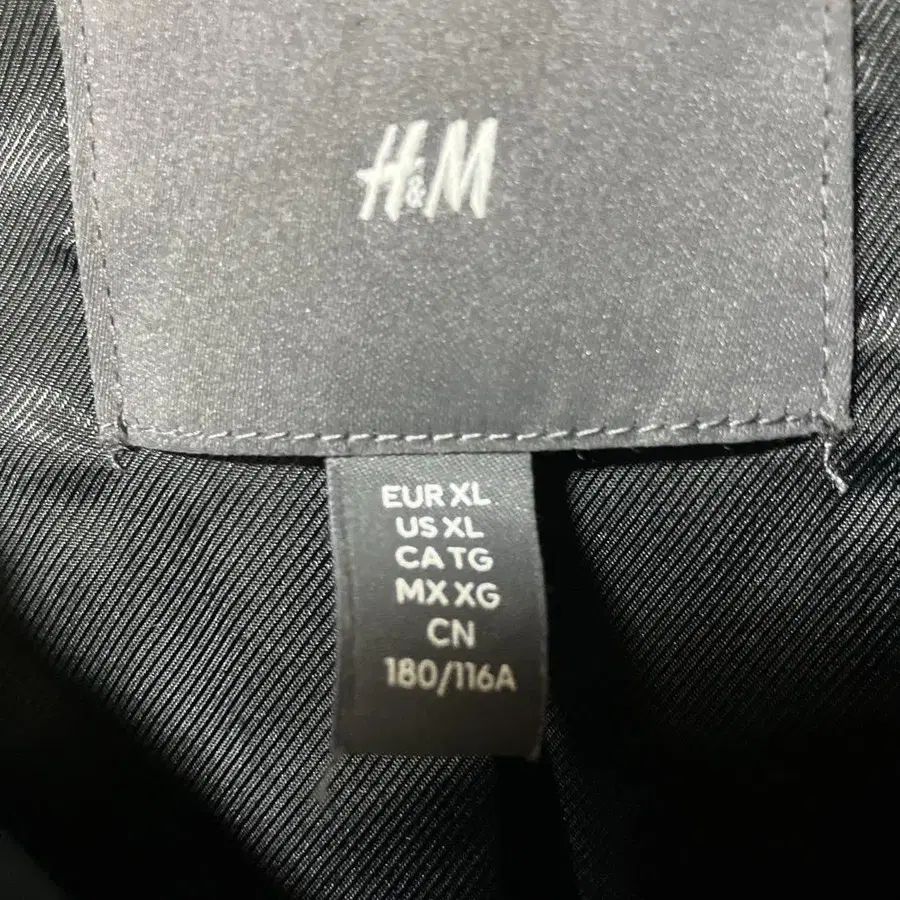 H&M
EUR XL
US XL
CA TG
MX XG
CN
180/116A